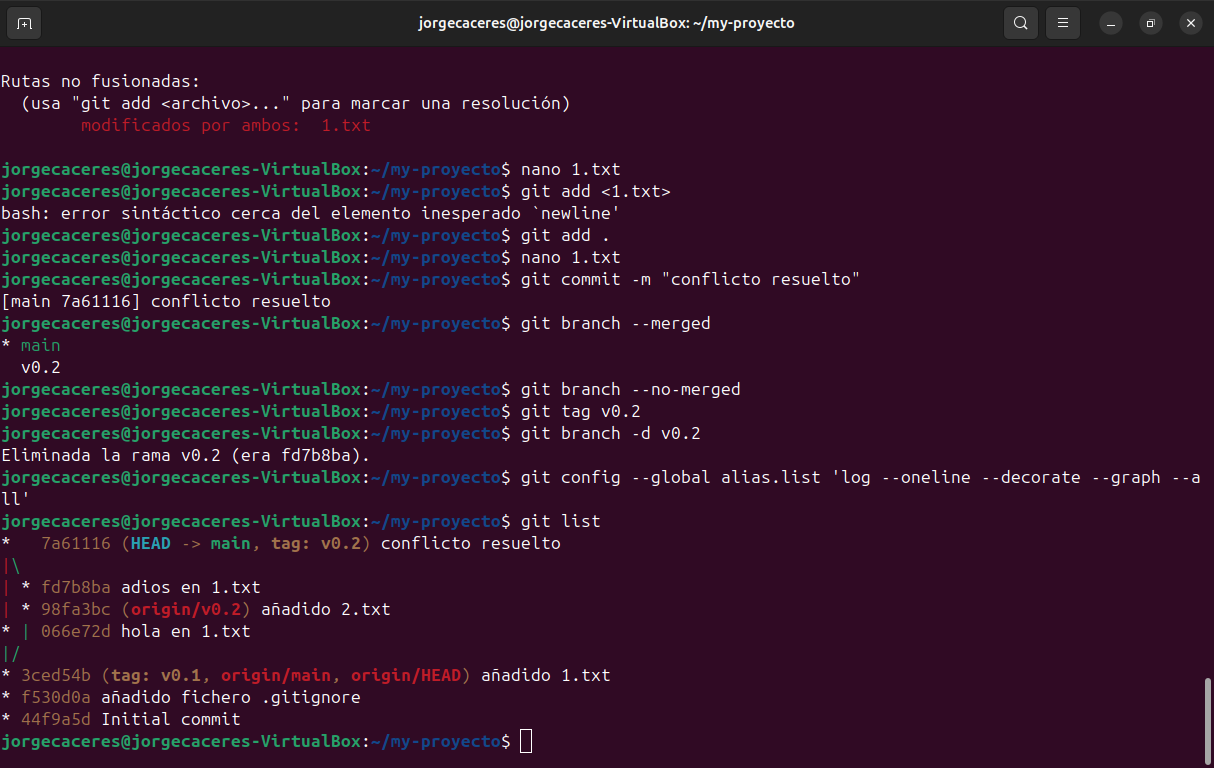 jorgecaceres@jorgecaceres-VirtualBox: ~/my-proyecto
Rutas no fusionadas:
  (usa "git add <archivo>..." para marcar una resolución)
        modificados por ambos:  1.txt
jorgecaceres@jorgecaceres-VirtualBox:~/my-proyecto$ nano 1.txt
jorgecaceres@jorgecaceres-VirtualBox:~/my-proyecto$ git add <1.txt>
bash: error sintáctico cerca del elemento inesperado `newline'
jorgecaceres@jorgecaceres-VirtualBox:~/my-proyecto$ git add .
jorgecaceres@jorgecaceres-VirtualBox:~/my-proyecto$ nano 1.txt
jorgecaceres@jorgecaceres-VirtualBox:~/my-proyecto$ git commit -m "conflicto resuelto"
[main 7a61116] conflicto resuelto
jorgecaceres@jorgecaceres-VirtualBox:~/my-proyecto$ git branch --merged
* main
  v0.2
jorgecaceres@jorgecaceres-VirtualBox:~/my-proyecto$ git branch --no-merged
jorgecaceres@jorgecaceres-VirtualBox:~/my-proyecto$ git tag v0.2
jorgecaceres@jorgecaceres-VirtualBox:~/my-proyecto$ git branch -d v0.2
Eliminada la rama v0.2 (era fd7b8ba).
jorgecaceres@jorgecaceres-VirtualBox:~/my-proyecto$ git config --global alias.list 'log --oneline --decorate --graph --a
ll'
jorgecaceres@jorgecaceres-VirtualBox:~/my-proyecto$ git list
*   7a61116 (HEAD -> main, tag: v0.2) conflicto resuelto
|\
| * fd7b8ba adios en 1.txt
| * 98fa3bc (origin/v0.2) añadido 2.txt
* | 066e72d hola en 1.txt
|/
* 3ced54b (tag: v0.1, origin/main, origin/HEAD) añadido 1.txt
* f530d0a añadido fichero .gitignore
* 44f9a5d Initial commit
jorgecaceres@jorgecaceres-VirtualBox:~/my-proyecto$